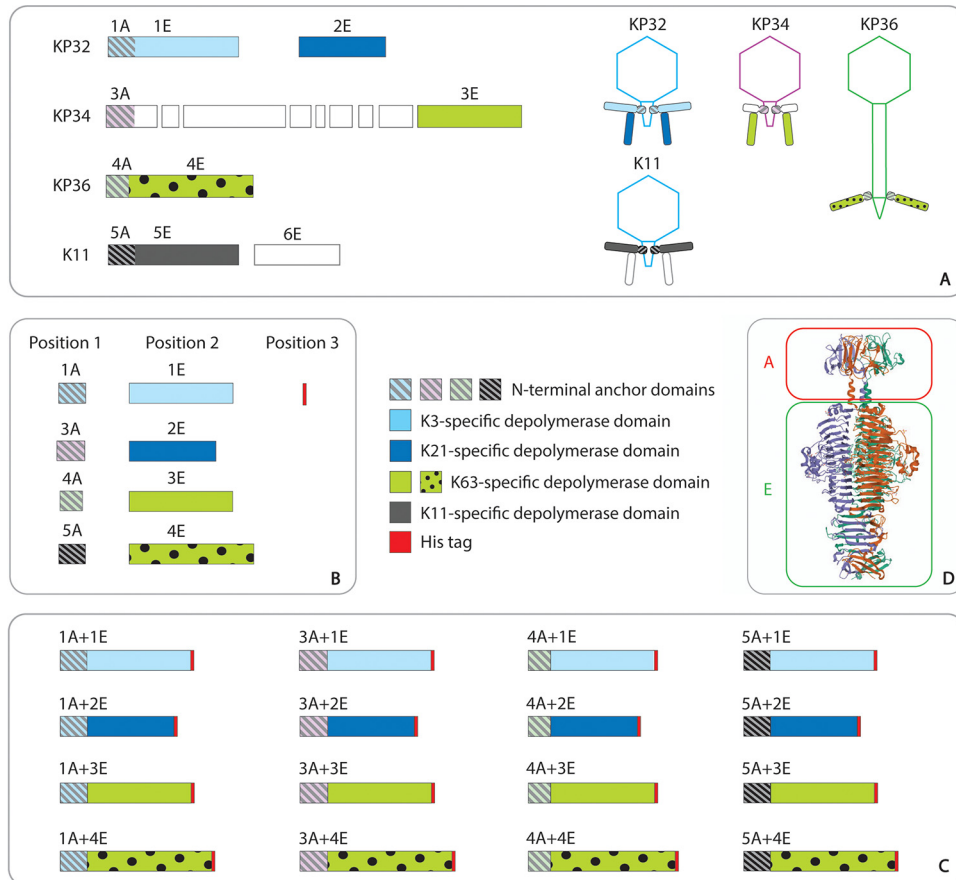 1A 1E 2E
KP32
3A 3E
KP34
4A 4E
KP36
5A 5E 6E
K11
KP32 KP34 KP36
K11
A
Position 1 Position 2 Position 3
1A 1E
3A 2E
4A 3E
5A 4E
B
N-terminal anchor domains
K3-specific depolymerase domain
K21-specific depolymerase domain
K63-specific depolymerase domain
K11-specific depolymerase domain
His tag
A
E
D
1A+1E 3A+1E 4A+1E 5A+1E
1A+2E 3A+2E 4A+2E 5A+2E
1A+3E 3A+3E 4A+3E 5A+3E
1A+4E 3A+4E 4A+4E 5A+4E
C